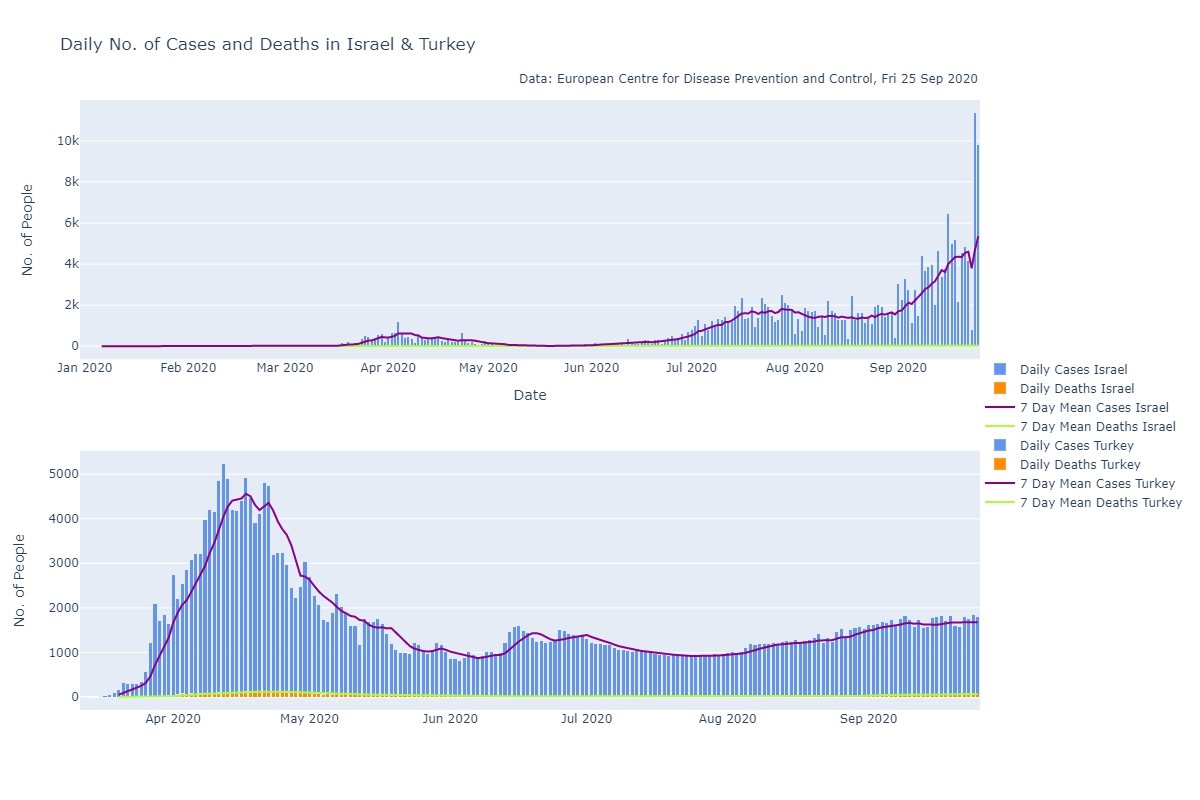 Daily No. of Cases and Deaths in Israel & Turkey
Data: European Centre for Disease Prevention and Control, Fri 25 Sep 2020
No. of People
10k
8k
6k
4k
2k
0
Jan 2020 Feb 2020 Mar 2020 Apr 2020 May 2020 Jun 2020 Jul 2020 Aug 2020 Sep 2020
Date
Daily Cases Israel
Daily Deaths Israel
7 Day Mean Cases Israel
7 Day Mean Deaths Israel
Daily Cases Turkey
Daily Deaths Turkey
7 Day Mean Cases Turkey
7 Day Mean Deaths Turkey
No. of People
5000
4000
3000
2000
1000
0
Apr 2020 May 2020 Jun 2020 Jul 2020 Aug 2020 Sep 2020